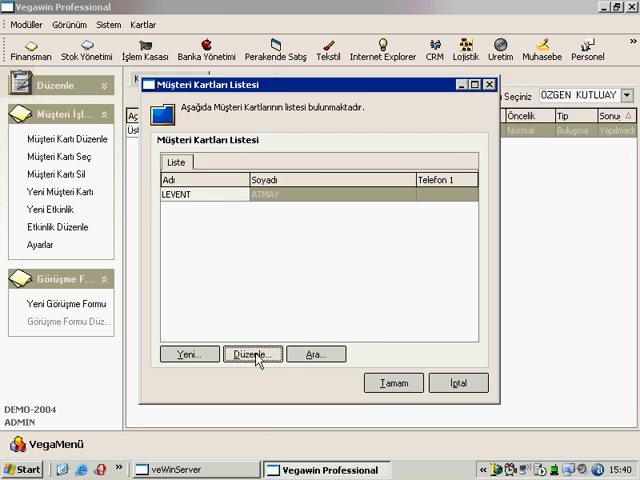 Vegawin Professional
Modüller Görünüm Sistem Kartlar
Finansman Stok Yönetimi İşlem Kasası Banka Yönetimi Perakende Satış Tekstil Internet Explorer CRM Lojistik Üretim Muhasebe Personel
Düzenle
Müşteri İşl...
Müşteri Kartı Düzenle
Müşteri Kartı Seç
Müşteri Kartı Sil
Yeni Müşteri Kartı
Yeni Etkinlik
Etkinlik Düzenle
Ayarlar
Görüşme F...
Yeni Görüşme Formu
Görüşme Formu Düz...
DEMO-2004
ADMIN
VegaMenü
Seçiniz ÖZGEN KUTLUAY
Öncelik Tip Sonuç
Normal Buluşma Yapılmadı
Müşteri Kartları Listesi
Aşağıda Müşteri Kartlarının listesi bulunmaktadır.
Müşteri Kartları Listesi
Liste
Adı Soyadı Telefon 1
LEVENT ATMAY
Yeni... Düzenle... Ara...
Tamam İptal
Start veWinServer Vegawin Professional 15:40